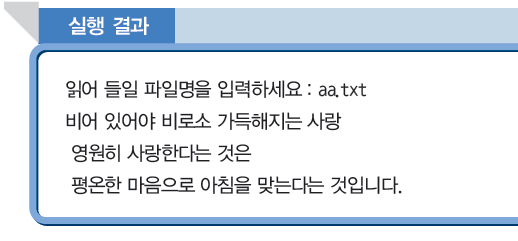 실행 결과
읽어 들일 파일명을 입력하세요 : aa.txt
비어 있어야 비로소 가득해지는 사랑
영원히 사랑한다는 것은
평온한 마음으로 아침을 맞는다는 것입니다.